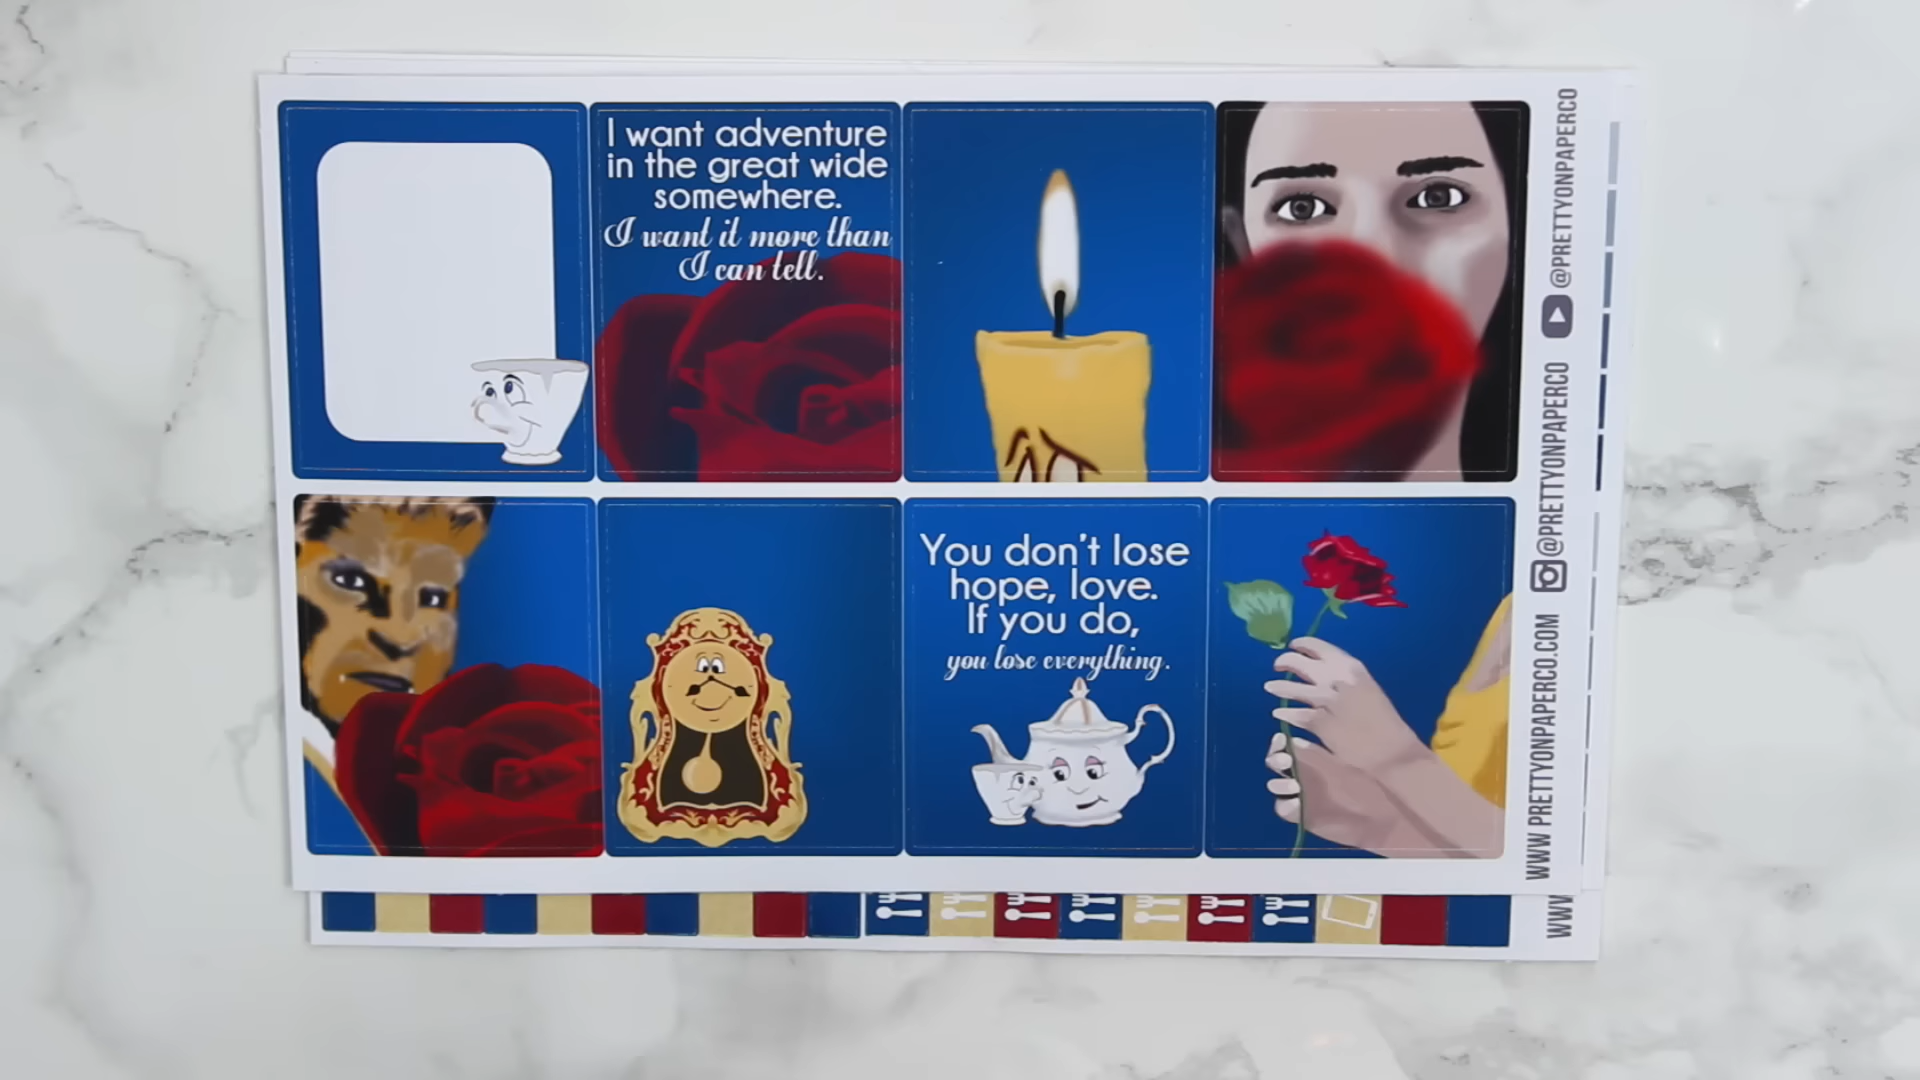 I want adventure
in the great wide
somewhere.
I want it more than
I can tell.
You don't lose
hope, love.
If you do,
you lose everything.
WWW.PRETTYONPAPERCO.COM @PRETTYONPAPERCO @PRETTYONPAPERCO
WWW